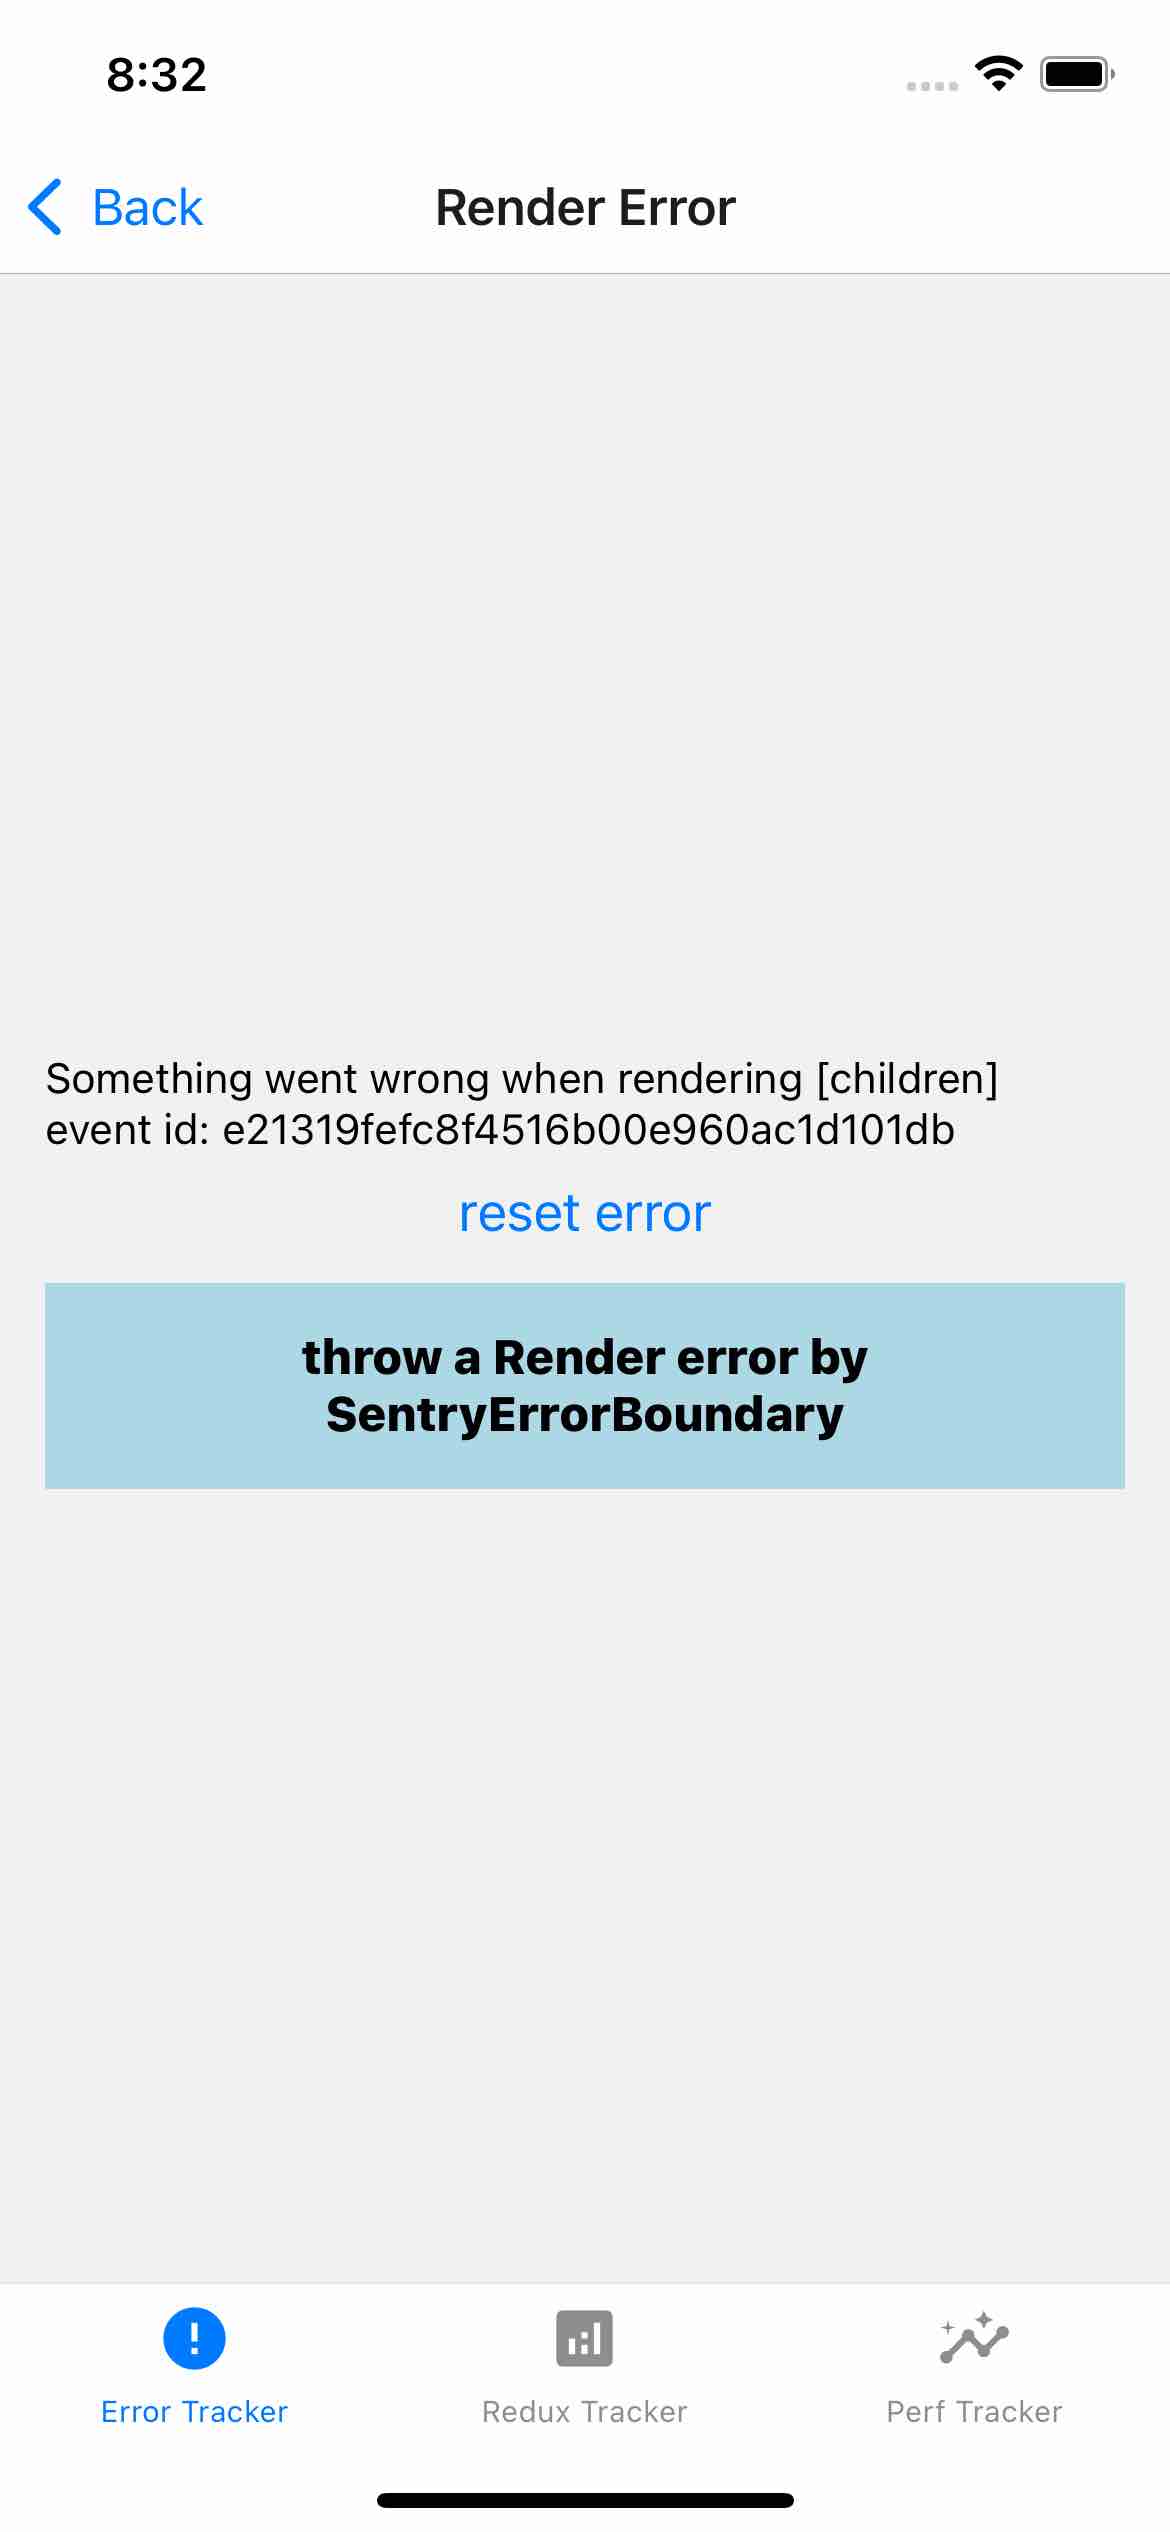 8:32
Back
Render Error
Something went wrong when rendering [children]
event id: e21319fefc8f4516b00e960ac1d101db
reset error
throw a Render error by
SentryErrorBoundary
Error Tracker
Redux Tracker
Perf Tracker